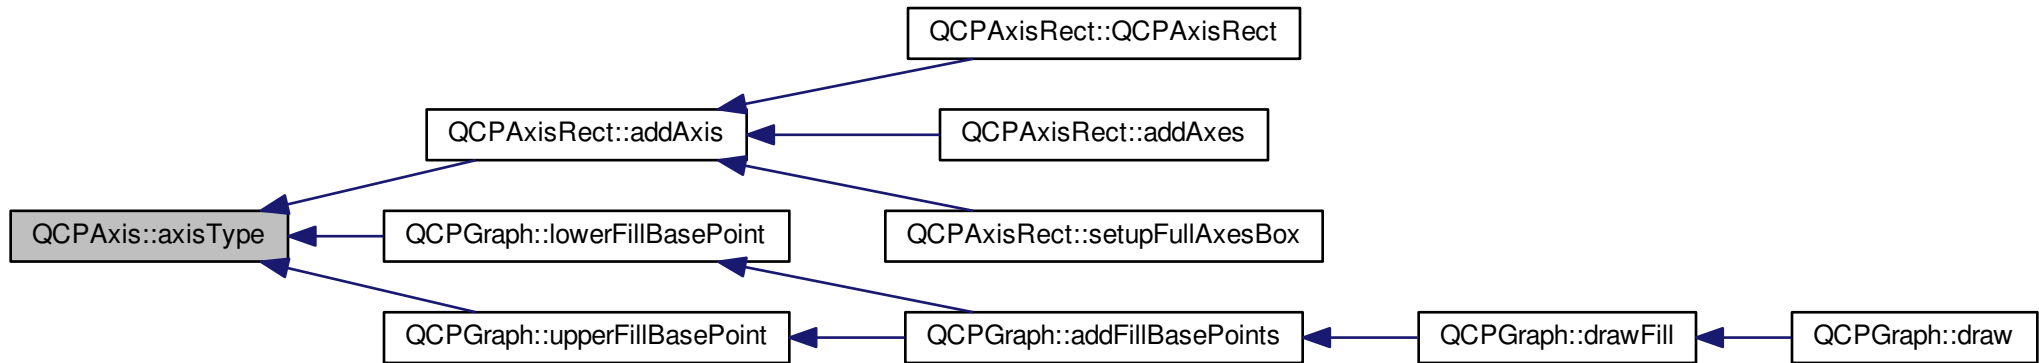 QCPAxisRect::QCPAxisRect
QCPAxisRect::addAxis
QCPAxisRect::addAxes
QCPAxis::axisType
QCPGraph::lowerFillBasePoint
QCPAxisRect::setupFullAxesBox
QCPGraph::upperFillBasePoint
QCPGraph::addFillBasePoints
QCPGraph::drawFill
QCPGraph::draw